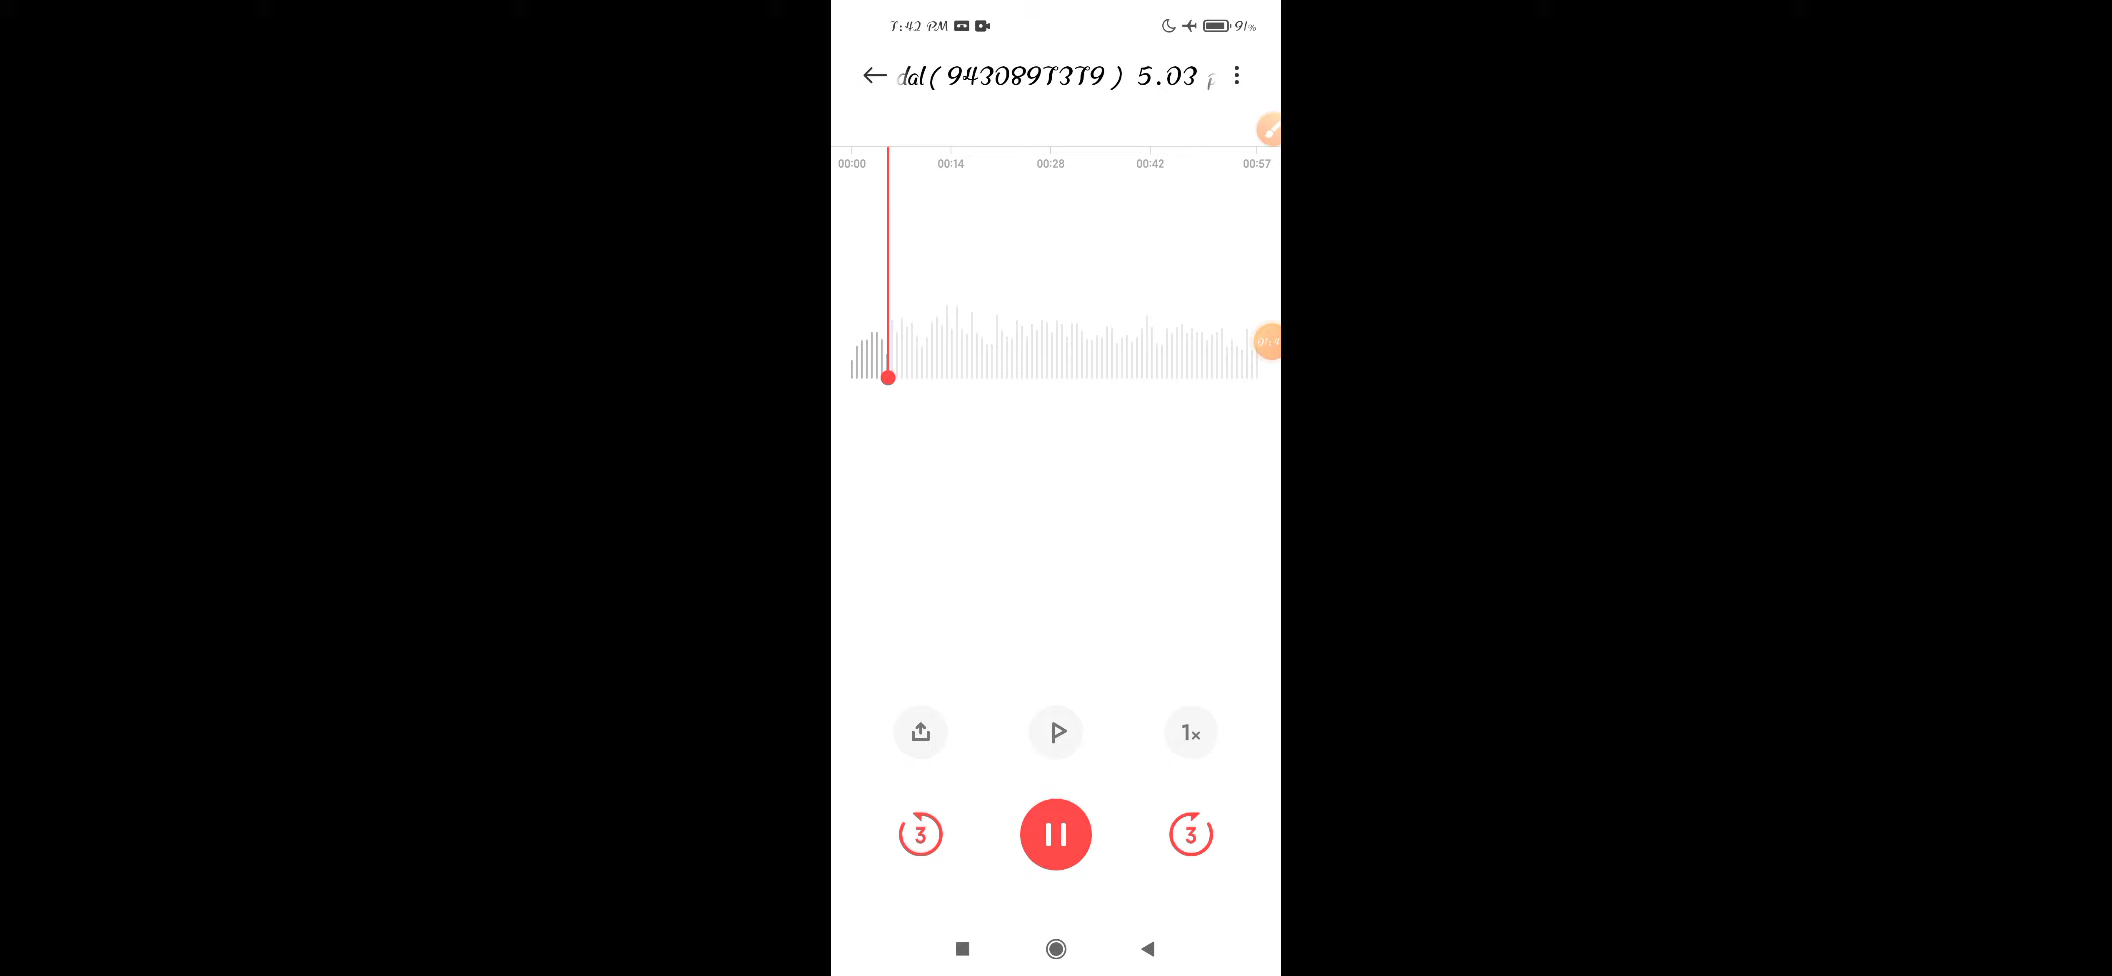 7:42 PM 91%
dal(9430897379) 5.03 p
00:00 00:14 00:28 00:42 00:57
1x
3 3